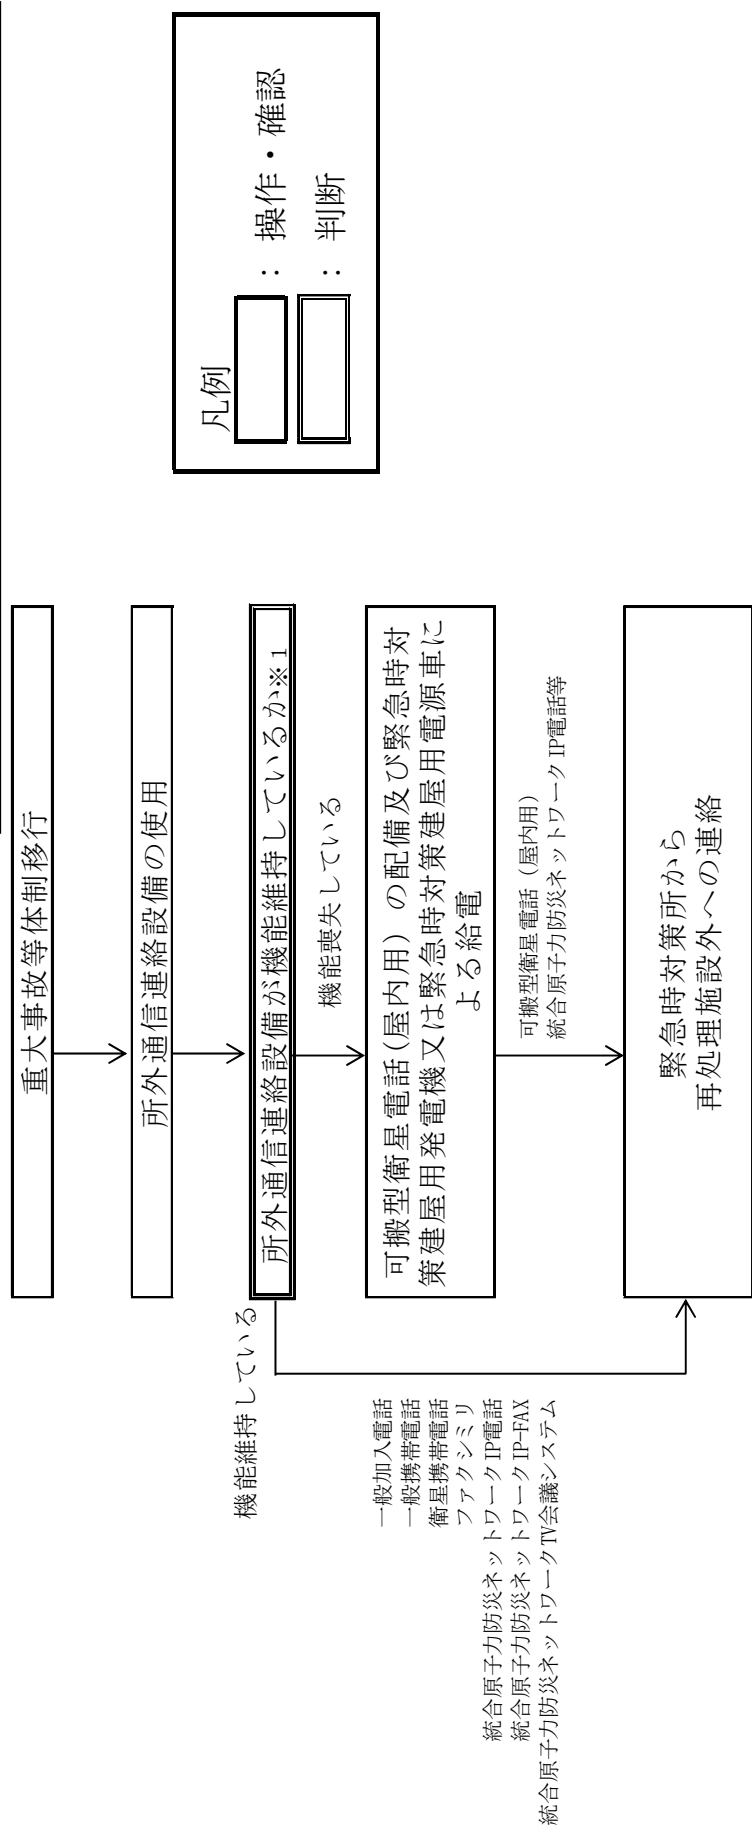 重大事故等体制移行
所外通信連絡設備の使用
所外通信連絡設備が機能維持しているか※1
機能維持している
機能喪失している
可搬型衛星電話(屋内用)の配備及び緊急時対
策建屋用発電機又は緊急時対策建屋用電源車に
よる給電
一般加入電話
一般携帯電話
衛星携帯電話
ファクシミリ
統合原子力防災ネットワークIP電話
統合原子力防災ネットワークIP-FAX
統合原子力防災ネットワークTV会議システム
可搬型衛星電話(屋内用)
統合原子力防災ネットワークIP電話等
緊急時対策所から
再処理施設外への連絡
凡例
:操作・確認
:判断